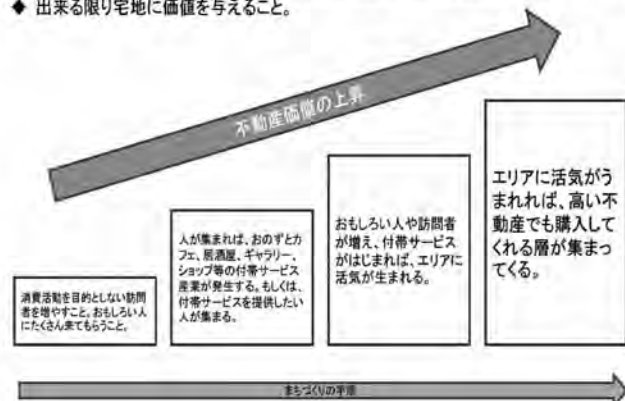 ◆ 出来る限り宅地に価値を与えること。
不動産価値の上昇
消費活動を目的としない訪問
者を増やすこと。おもしろい人
にたくさん来てもらうこと。
人が集まれば、おのずとカ
フェ、居酒屋、ギャラリー、
ショップ等の付帯サービス
産業が発生する。もしくは、
付帯サービスを提供したい
人が集まる。
おもしろい人や訪問者
が増え、付帯サービス
がはじまれば、エリアに
活気が生まれる。
エリアに活気がう
まれれば、高い不
動産でも購入して
くれる層が集まっ
てくる。
まちづくりの手順